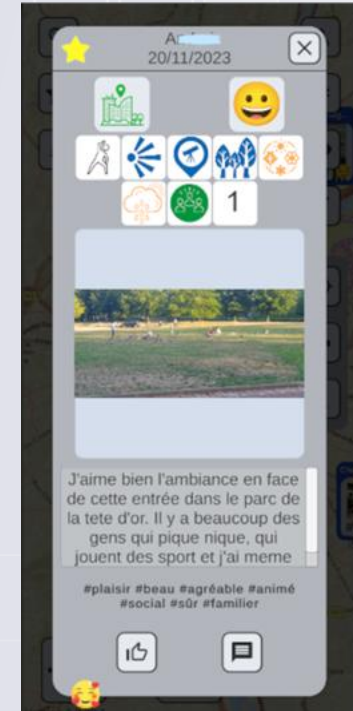 20/11/2023
1
J'aime bien l'ambiance en face
de cette entrée dans le parc de
la tete d'or. Il y a beaucoup des
gens qui pique nique, qui
jouent des sport et j'ai meme
#plaisir #beau #agréable #animé
#social #sûr #familier